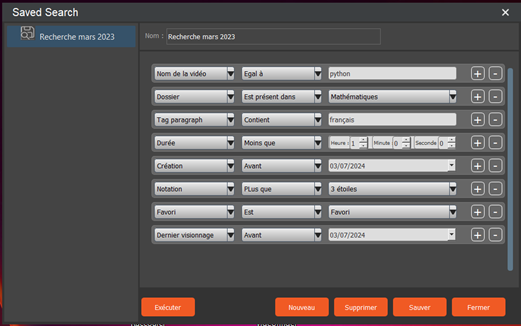 Saved Search
Recherche mars 2023
Nom : Recherche mars 2023
Nom de la vidéo Egal à python + -
Dossier Est présent dans Mathématiques + -
Tag paragraph Contient français + -
Durée Moins que Heure : 1 Minute 0 Seconde 0 + -
Création Avant 03/07/2024 + -
Notation PLus que 3 étoiles + -
Favori Est Favori + -
Dernier visionnage Avant 03/07/2024 + -
Exécuter Nouveau Supprimer Sauver Fermer